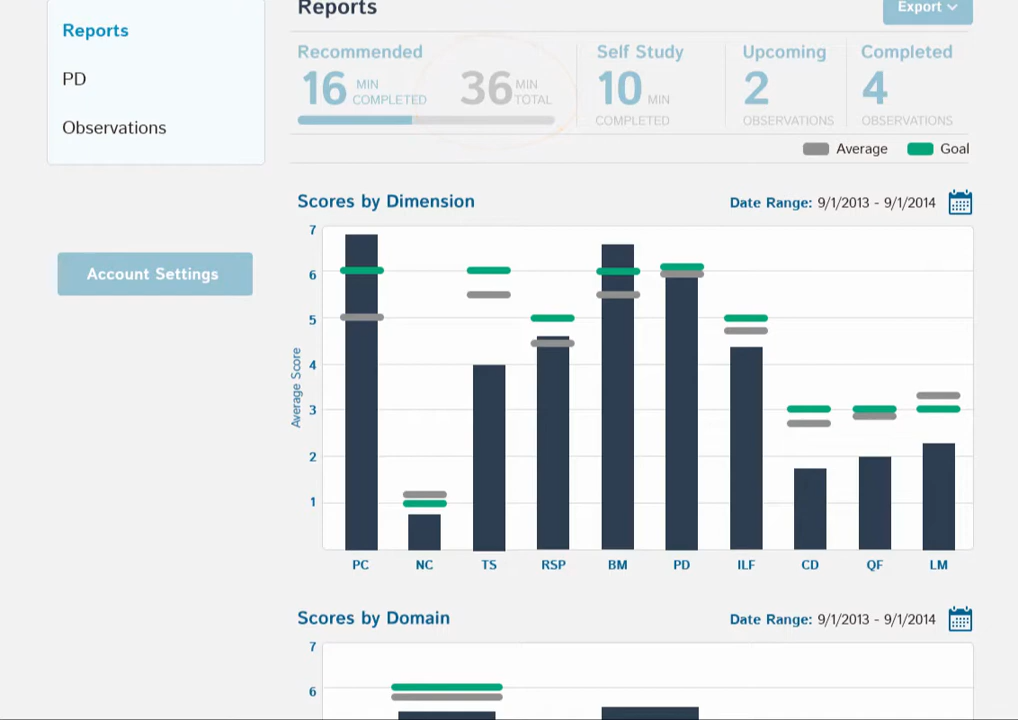 Reports
PD
Observations
Account Settings
Reports
Export
Recommended
16 MIN COMPLETED
36 MIN TOTAL
Self Study
10 MIN
COMPLETED
Upcoming
2
OBSERVATIONS
Completed
4
OBSERVATIONS
Average
Goal
Scores by Dimension
Date Range: 9/1/2013 - 9/1/2014
Average Score
7
6
5
4
3
2
1
PC NC TS RSP BM PD ILF CD QF LM
Scores by Domain
Date Range: 9/1/2013 - 9/1/2014
7
6